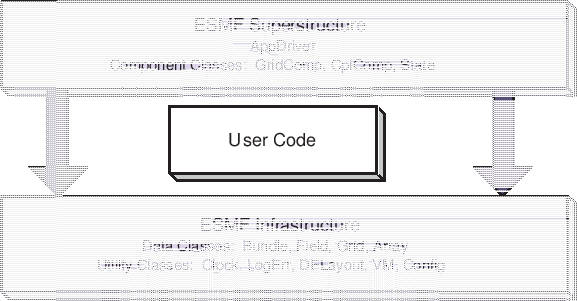 ESMF Superstructure
AppDriver
Component Classes: GridComp, CplComp, State
User Code
ESMF Infrastructure
Data Classes: Bundle, Field, Grid, Array
Utility Classes: Clock, LogErr, DELayout, VM, Config